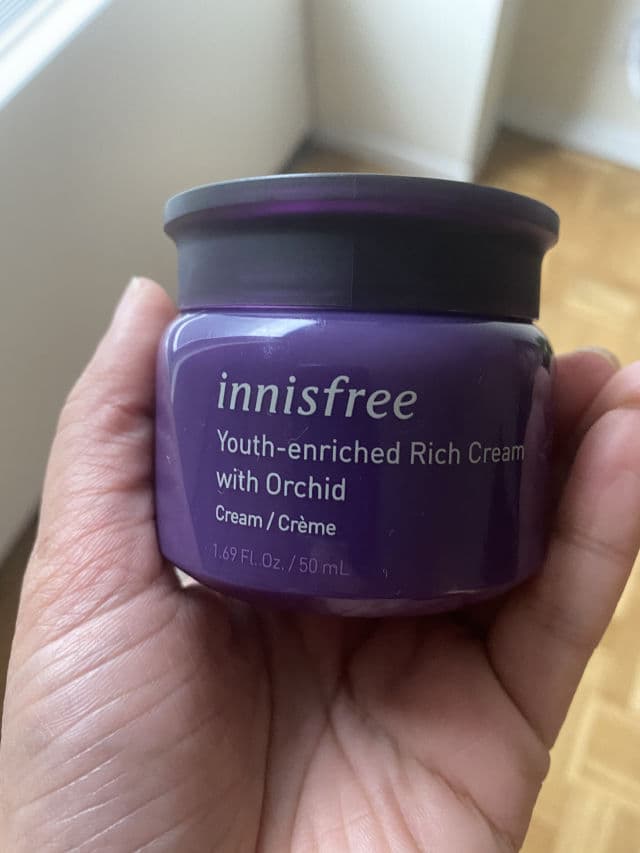 innisfree
Youth-enriched Rich Cream
with Orchid
Cream / Crème
1.69 Fl. Oz. / 50 mL